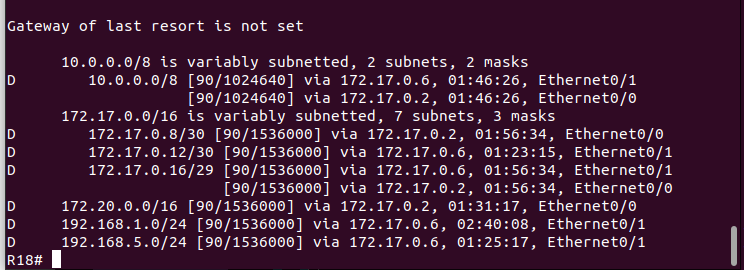 Gateway of last resort is not set
10.0.0.0/8 is variably subnetted, 2 subnets, 2 masks
D 10.0.0.0/8 [90/1024640] via 172.17.0.6, 01:46:26, Ethernet0/1
[90/1024640] via 172.17.0.2, 01:46:26, Ethernet0/0
172.17.0.0/16 is variably subnetted, 7 subnets, 3 masks
D 172.17.0.8/30 [90/1536000] via 172.17.0.2, 01:56:34, Ethernet0/0
D 172.17.0.12/30 [90/1536000] via 172.17.0.6, 01:23:15, Ethernet0/1
D 172.17.0.16/29 [90/1536000] via 172.17.0.6, 01:56:34, Ethernet0/1
[90/1536000] via 172.17.0.2, 01:56:34, Ethernet0/0
D 172.20.0.0/16 [90/1536000] via 172.17.0.2, 01:31:17, Ethernet0/0
D 192.168.1.0/24 [90/1536000] via 172.17.0.6, 02:40:08, Ethernet0/1
D 192.168.5.0/24 [90/1536000] via 172.17.0.6, 01:25:17, Ethernet0/1
R18#